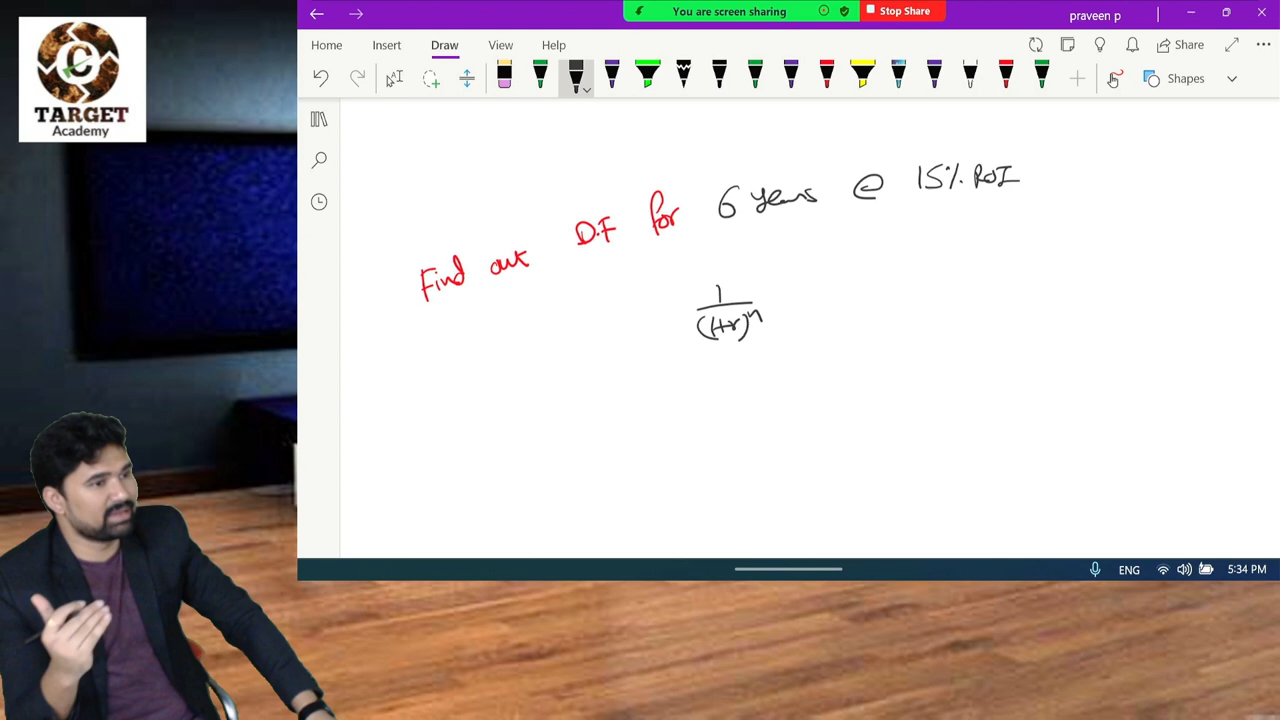 TARGET
Academy
You are screen sharing
Stop Share
praveen p
Home Insert Draw View Help
Share
Shapes
Find out D.F for 6 years @ 15% ROI
1
(1+r)^n
ENG
5:34 PM